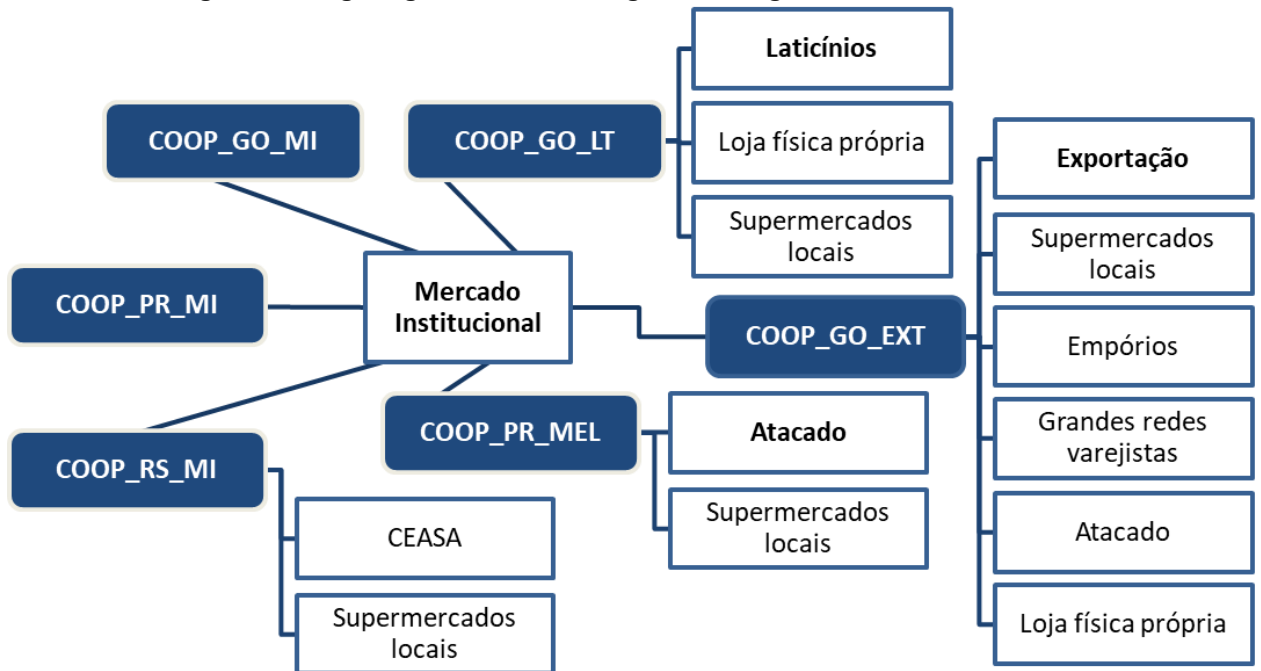 Laticínios
COOP_GO_MI
COOP_GO_LT
Loja física própria
Supermercados
locais
Exportação
Supermercados
locais
Mercado
Institucional
COOP_PR_MI
COOP_GO_EXT
Empórios
Grandes redes
varejistas
COOP_PR_MEL
Atacado
COOP_RS_MI
Supermercados
locais
CEASA
Atacado
Supermercados
locais
Loja física própria